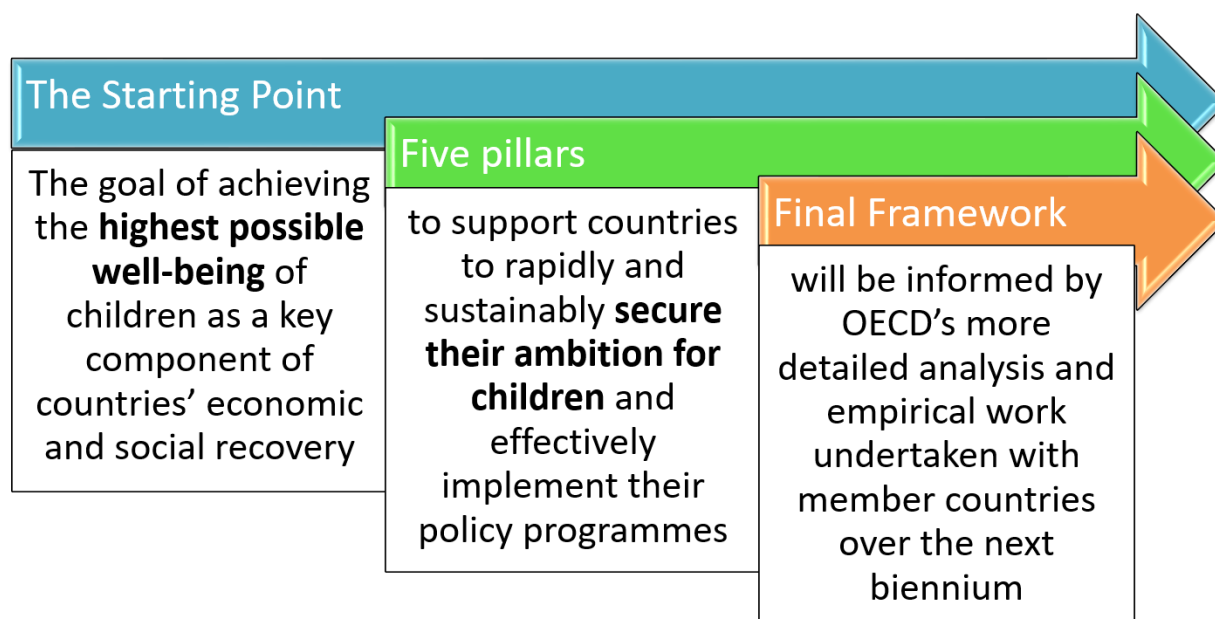 The Starting Point
The goal of achieving
the highest possible
well-being of
children as a key
component of
countries’ economic
and social recovery
Five pillars
to support countries
to rapidly and
sustainably secure
their ambition for
children and
effectively
implement their
policy programmes
Final Framework
will be informed by
OECD’s more
detailed analysis and
empirical work
undertaken with
member countries
over the next
biennium